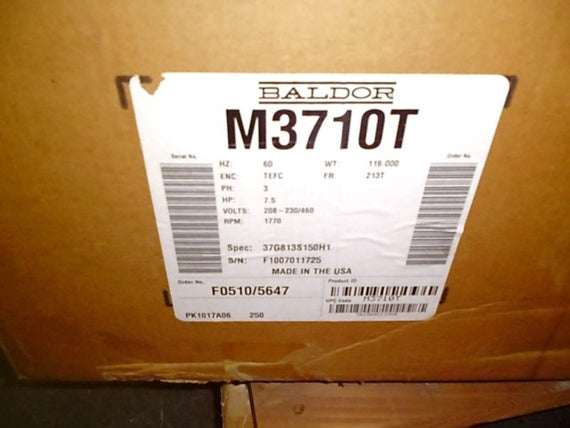 BALDOR
M3710T
Serial No.
Order No.
HZ: 60 WT: 116.000
ENC: TEFC FR: 213T
PH: 3
HP: 7.5
VOLTS: 208-230/460
RPM: 1770
Spec: 37G813S150H1
S/N: F1007011725
MADE IN THE USA
Order No.
F0510/5647
Product ID
M3710T
UPC Code
PK1017A06 250